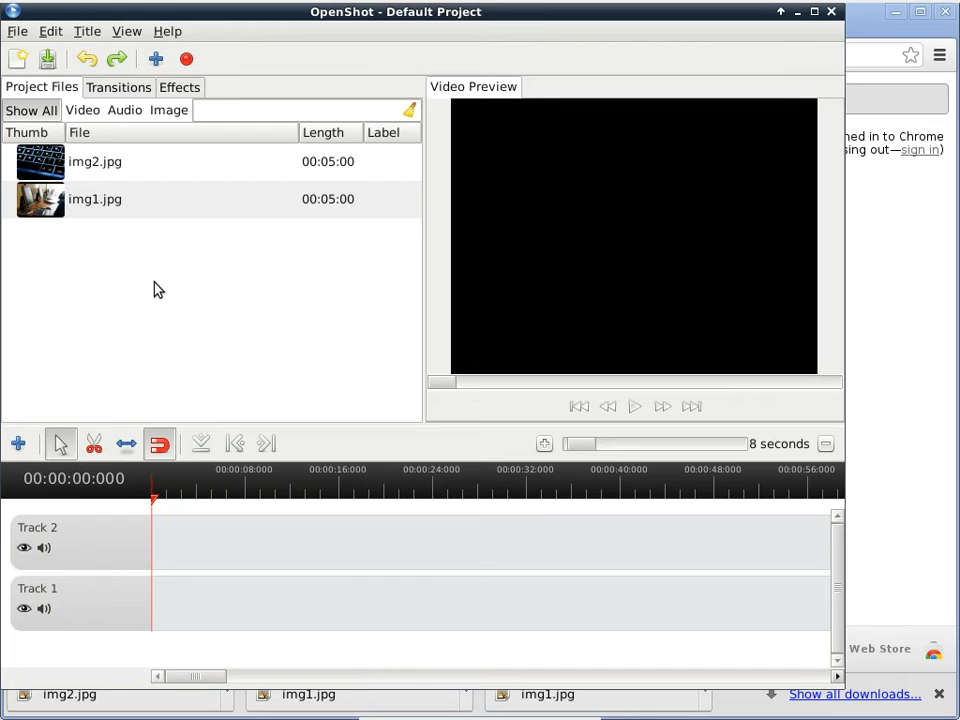 OpenShot - Default Project
File Edit Title View Help
Project Files Transitions Effects
Video Preview
Show All Video Audio Image
Thumb File Length Label
img2.jpg 00:05:00
img1.jpg 00:05:00
ned in to Chrome
sing out—sign in)
8 seconds
00:00:00:000
00:00:08:000 00:00:16:000 00:00:24:000 00:00:32:000 00:00:40:000 00:00:48:000 00:00:56:000
Track 2
Track 1
Web Store
img2.jpg img1.jpg img1.jpg Show all downloads...